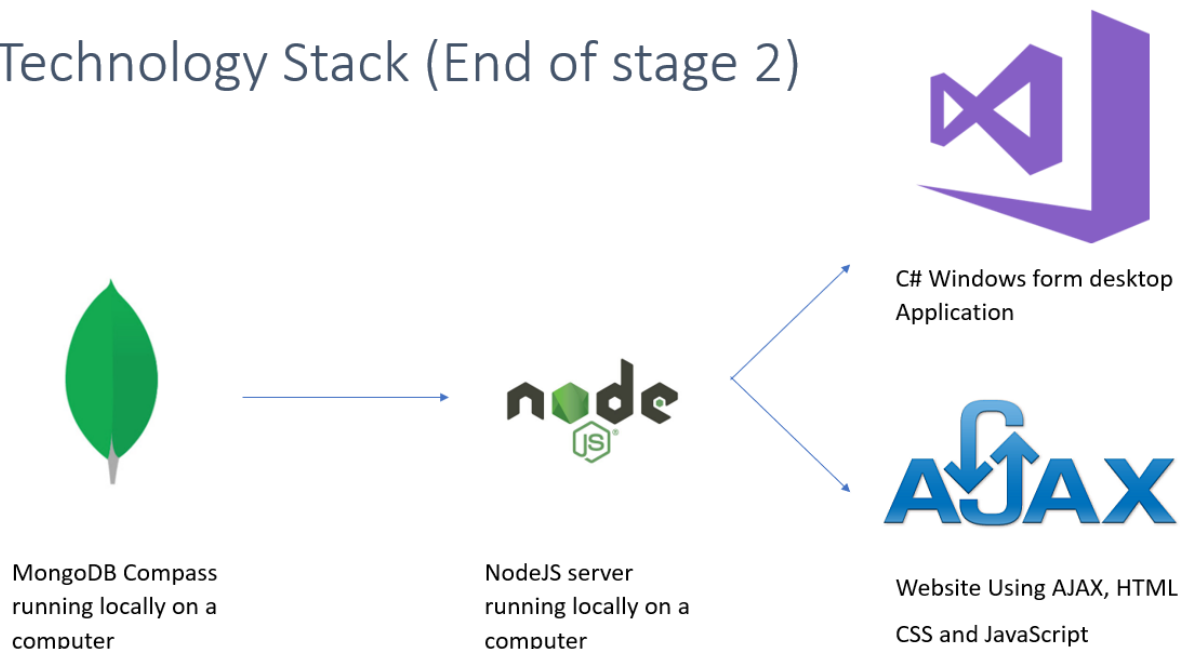 Technology Stack (End of stage 2)
C# Windows form desktop
Application
node
JS
AJAX
MongoDB Compass
running locally on a
computer
NodeJS server
running locally on a
computer
Website Using AJAX, HTML
CSS and JavaScript